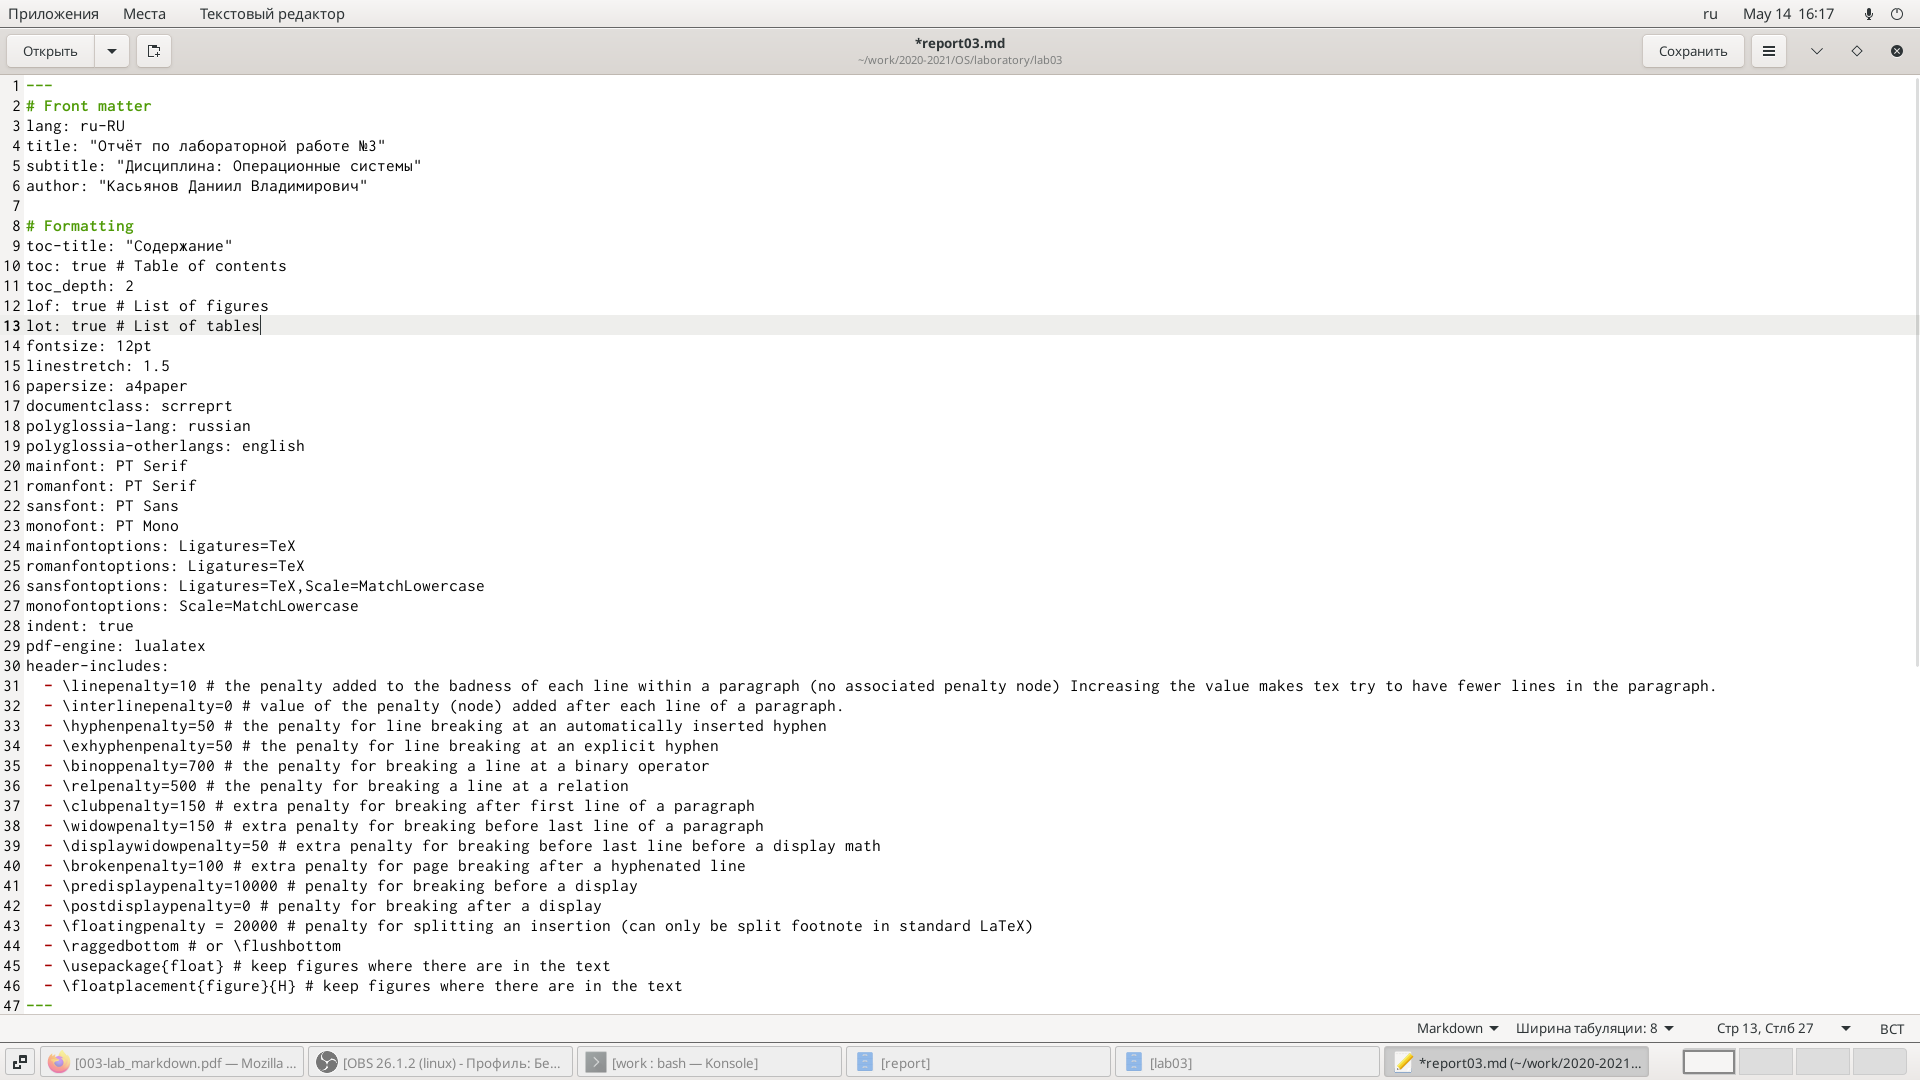 Приложения Места Текстовый редактор ru May 14 16:17
Открыть *report03.md Сохранить
~/work/2020-2021/OS/laboratory/lab03
1 ---
2 # Front matter
3 lang: ru-RU
4 title: "Отчёт по лабораторной работе №3"
5 subtitle: "Дисциплина: Операционные системы"
6 author: "Касьянов Даниил Владимирович"
7
8 # Formatting
9 toc-title: "Содержание"
10 toc: true # Table of contents
11 toc_depth: 2
12 lof: true # List of figures
13 lot: true # List of tables
14 fontsize: 12pt
15 linestretch: 1.5
16 papersize: a4paper
17 documentclass: scrreprt
18 polyglossia-lang: russian
19 polyglossia-otherlangs: english
20 mainfont: PT Serif
21 romanfont: PT Serif
22 sansfont: PT Sans
23 monofont: PT Mono
24 mainfontoptions: Ligatures=TeX
25 romanfontoptions: Ligatures=TeX
26 sansfontoptions: Ligatures=TeX,Scale=MatchLowercase
27 monofontoptions: Scale=MatchLowercase
28 indent: true
29 pdf-engine: lualatex
30 header-includes:
31 - \linepenalty=10 # the penalty added to the badness of each line within a paragraph (no associated penalty node) Increasing the value makes tex try to have fewer lines in the paragraph.
32 - \interlinepenalty=0 # value of the penalty (node) added after each line of a paragraph.
33 - \hyphenpenalty=50 # the penalty for line breaking at an automatically inserted hyphen
34 - \exhyphenpenalty=50 # the penalty for line breaking at an explicit hyphen
35 - \binoppenalty=700 # the penalty for breaking a line at a binary operator
36 - \relpenalty=500 # the penalty for breaking a line at a relation
37 - \clubpenalty=150 # extra penalty for breaking after first line of a paragraph
38 - \widowpenalty=150 # extra penalty for breaking before last line of a paragraph
39 - \displaywidowpenalty=50 # extra penalty for breaking before last line before a display math
40 - \brokenpenalty=100 # extra penalty for page breaking after a hyphenated line
41 - \predisplaypenalty=10000 # penalty for breaking before a display
42 - \postdisplaypenalty=0 # penalty for breaking after a display
43 - \floatingpenalty = 20000 # penalty for splitting an insertion (can only be split footnote in standard LaTeX)
44 - \raggedbottom # or \flushbottom
45 - \usepackage{float} # keep figures where there are in the text
46 - \floatplacement{figure}{H} # keep figures where there are in the text
47 ---
Markdown Ширина табуляции: 8 Стр 13, Стлб 27 ВСТ
[003-lab_markdown.pdf — Mozilla ... [OBS 26.1.2 (linux) - Профиль: Бе... [work : bash — Konsole] [report] [lab03] *report03.md (~/work/2020-2021...